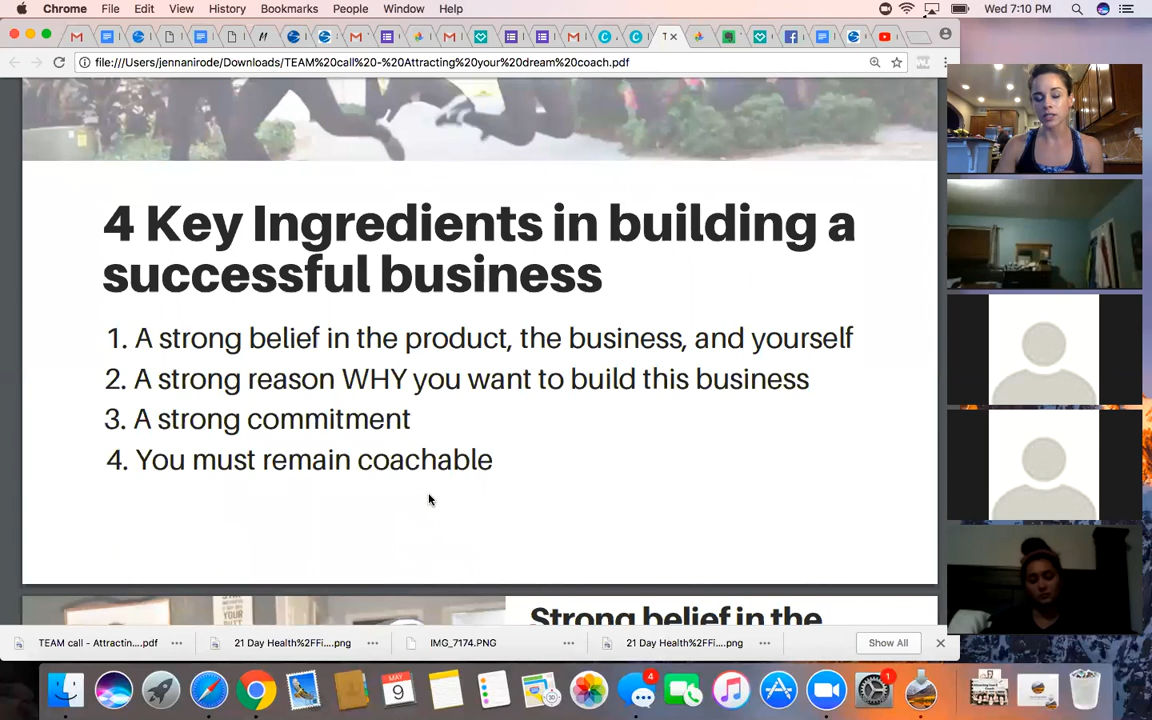 Chrome File Edit View History Bookmarks People Window Help Wed 7:10 PM
file:///Users/jennanirode/Downloads/TEAM%20call%20-%20Attracting%20your%20dream%20coach.pdf
4 Key Ingredients in building a
successful business
1. A strong belief in the product, the business, and yourself
2. A strong reason WHY you want to build this business
3. A strong commitment
4. You must remain coachable
Strong belief in the
TEAM call - Attractin....pdf 21 Day Health%2FFi....png IMG_7174.PNG 21 Day Health%2FFi....png Show All
MAY
9
4
1